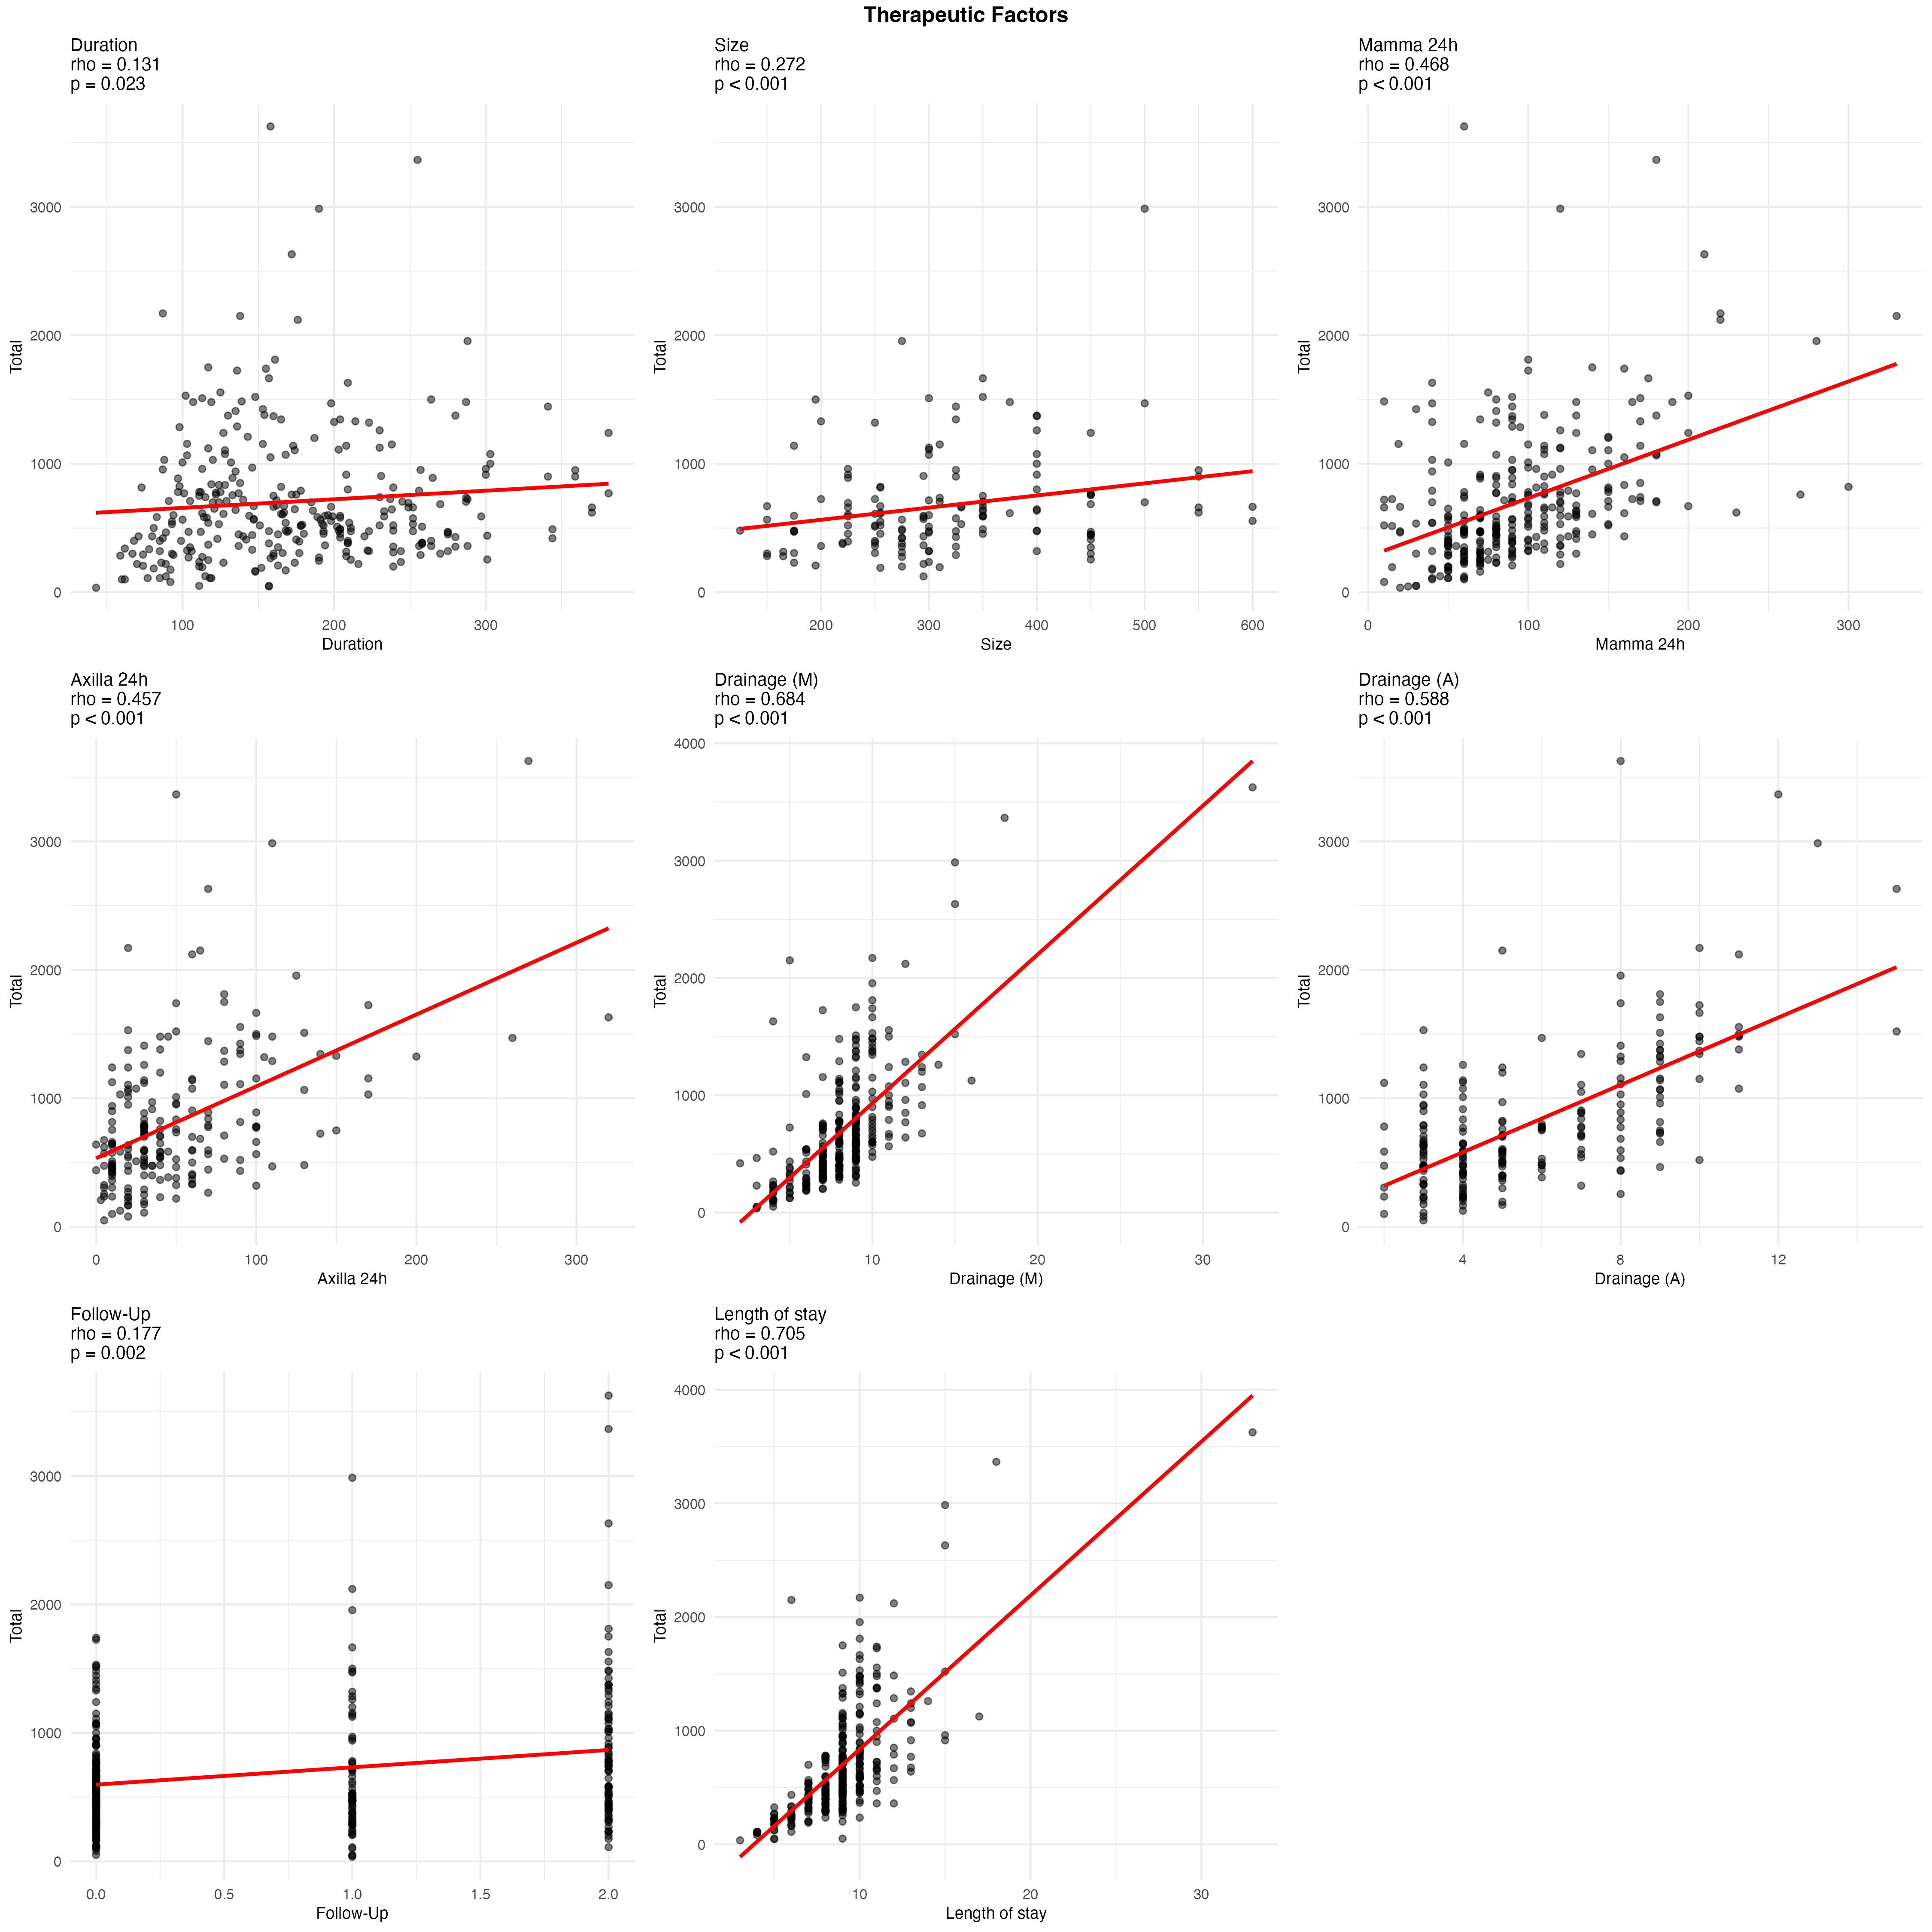 Therapeutic Factors
Duration
rho = 0.131
p = 0.023
3000
2000
1000
0
Total
100 200 300
Duration
Size
rho = 0.272
p < 0.001
3000
2000
1000
0
Total
200 300 400 500 600
Size
Mamma 24h
rho = 0.468
p < 0.001
3000
2000
1000
0
Total
0 100 200 300
Mamma 24h
Axilla 24h
rho = 0.457
p < 0.001
3000
2000
1000
0
Total
0 100 200 300
Axilla 24h
Drainage (M)
rho = 0.684
p < 0.001
4000
3000
2000
1000
0
Total
10 20 30
Drainage (M)
Drainage (A)
rho = 0.588
p < 0.001
3000
2000
1000
0
Total
4 8 12
Drainage (A)
Follow-Up
rho = 0.177
p = 0.002
3000
2000
1000
0
Total
0.0 0.5 1.0 1.5 2.0
Follow-Up
Length of stay
rho = 0.705
p < 0.001
4000
3000
2000
1000
0
Total
10 20 30
Length of stay